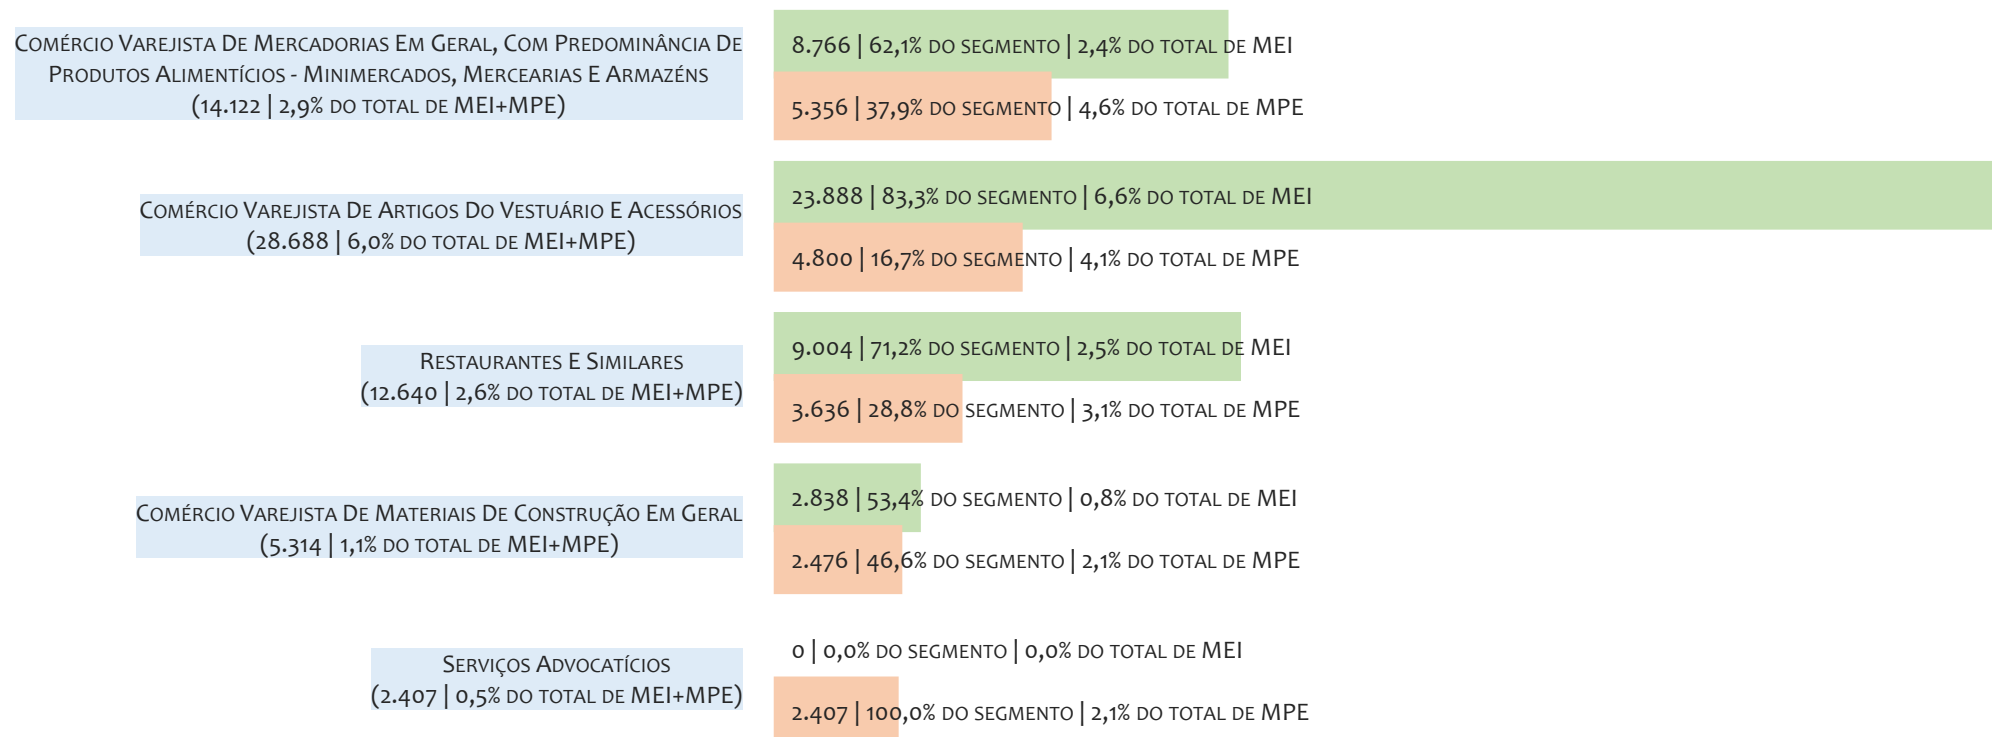 Comércio Varejista De Mercadorias Em Geral, Com Predominância De
Produtos Alimentícios - Minimercados, Mercearias E Armazéns
(14.122 | 2,9% do total de MEI+MPE)
8.766 | 62,1% do segmento | 2,4% do total de MEI
5.356 | 37,9% do segmento | 4,6% do total de MPE
Comércio Varejista De Artigos Do Vestuário E Acessórios
(28.688 | 6,0% do total de MEI+MPE)
23.888 | 83,3% do segmento | 6,6% do total de MEI
4.800 | 16,7% do segmento | 4,1% do total de MPE
Restaurantes E Similares
(12.640 | 2,6% do total de MEI+MPE)
9.004 | 71,2% do segmento | 2,5% do total de MEI
3.636 | 28,8% do segmento | 3,1% do total de MPE
Comércio Varejista De Materiais De Construção Em Geral
(5.314 | 1,1% do total de MEI+MPE)
2.838 | 53,4% do segmento | 0,8% do total de MEI
2.476 | 46,6% do segmento | 2,1% do total de MPE
Serviços Advocatícios
(2.407 | 0,5% do total de MEI+MPE)
0 | 0,0% do segmento | 0,0% do total de MEI
2.407 | 100,0% do segmento | 2,1% do total de MPE